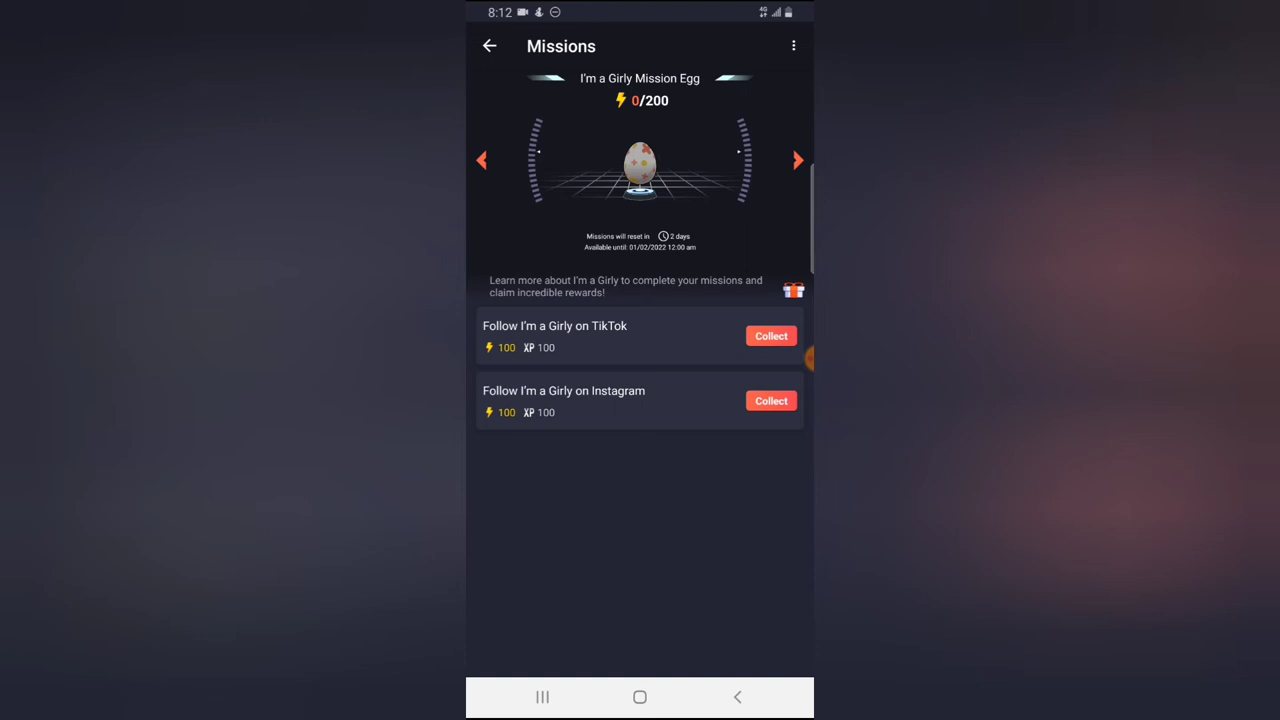 8:12
4G
Missions
I'm a Girly Mission Egg
0/200
Missions will reset in 2 days
Available until: 01/02/2022 12:00 am
Learn more about I'm a Girly to complete your missions and
claim incredible rewards!
Follow I'm a Girly on TikTok
Collect
100 XP 100
Follow I'm a Girly on Instagram
Collect
100 XP 100